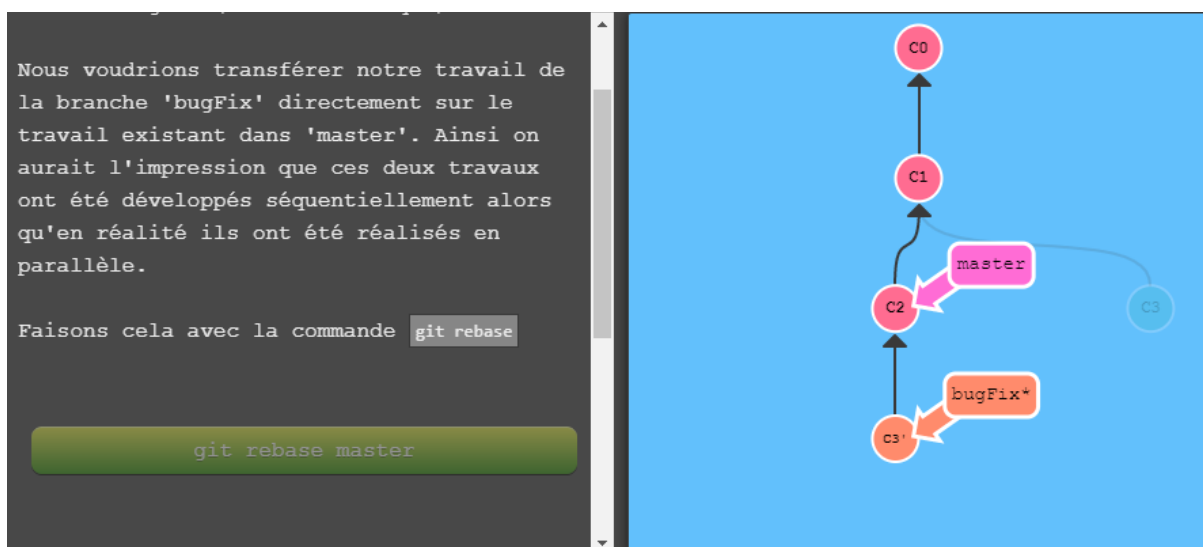 Nous voudrions transférer notre travail de
la branche 'bugFix' directement sur le
travail existant dans 'master'. Ainsi on
aurait l'impression que ces deux travaux
ont été développés séquentiellement alors
qu'en réalité ils ont été réalisés en
parallèle.
Faisons cela avec la commande git rebase
git rebase master
C0
C1
master
C2
C3
bugFix*
C3'